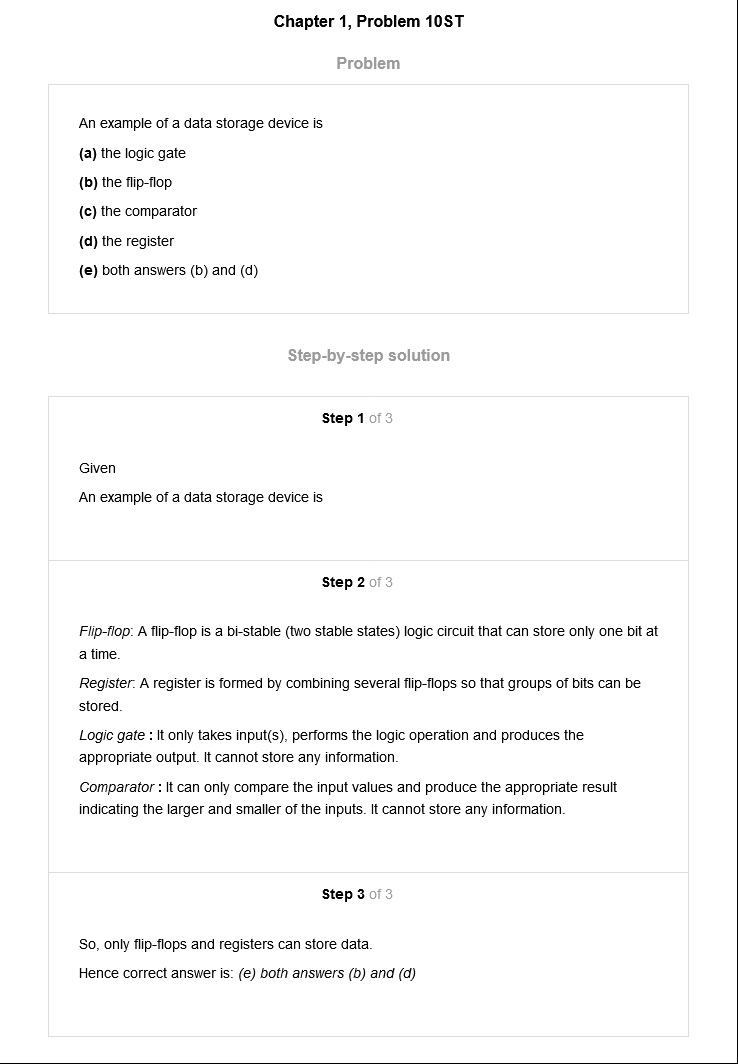 Chapter 1, Problem 10ST
Problem
An example of a data storage device is
(a) the logic gate
(b) the flip-flop
(c) the comparator
(d) the register
(e) both answers (b) and (d)
Step-by-step solution
Step 1 of 3
Given
An example of a data storage device is
Step 2 of 3
Flip-flop: A flip-flop is a bi-stable (two stable states) logic circuit that can store only one bit at
a time.
Register: A register is formed by combining several flip-flops so that groups of bits can be
stored.
Logic gate : It only takes input(s), performs the logic operation and produces the
appropriate output. It cannot store any information.
Comparator : It can only compare the input values and produce the appropriate result
indicating the larger and smaller of the inputs. It cannot store any information.
Step 3 of 3
So, only flip-flops and registers can store data.
Hence correct answer is: (e) both answers (b) and (d)